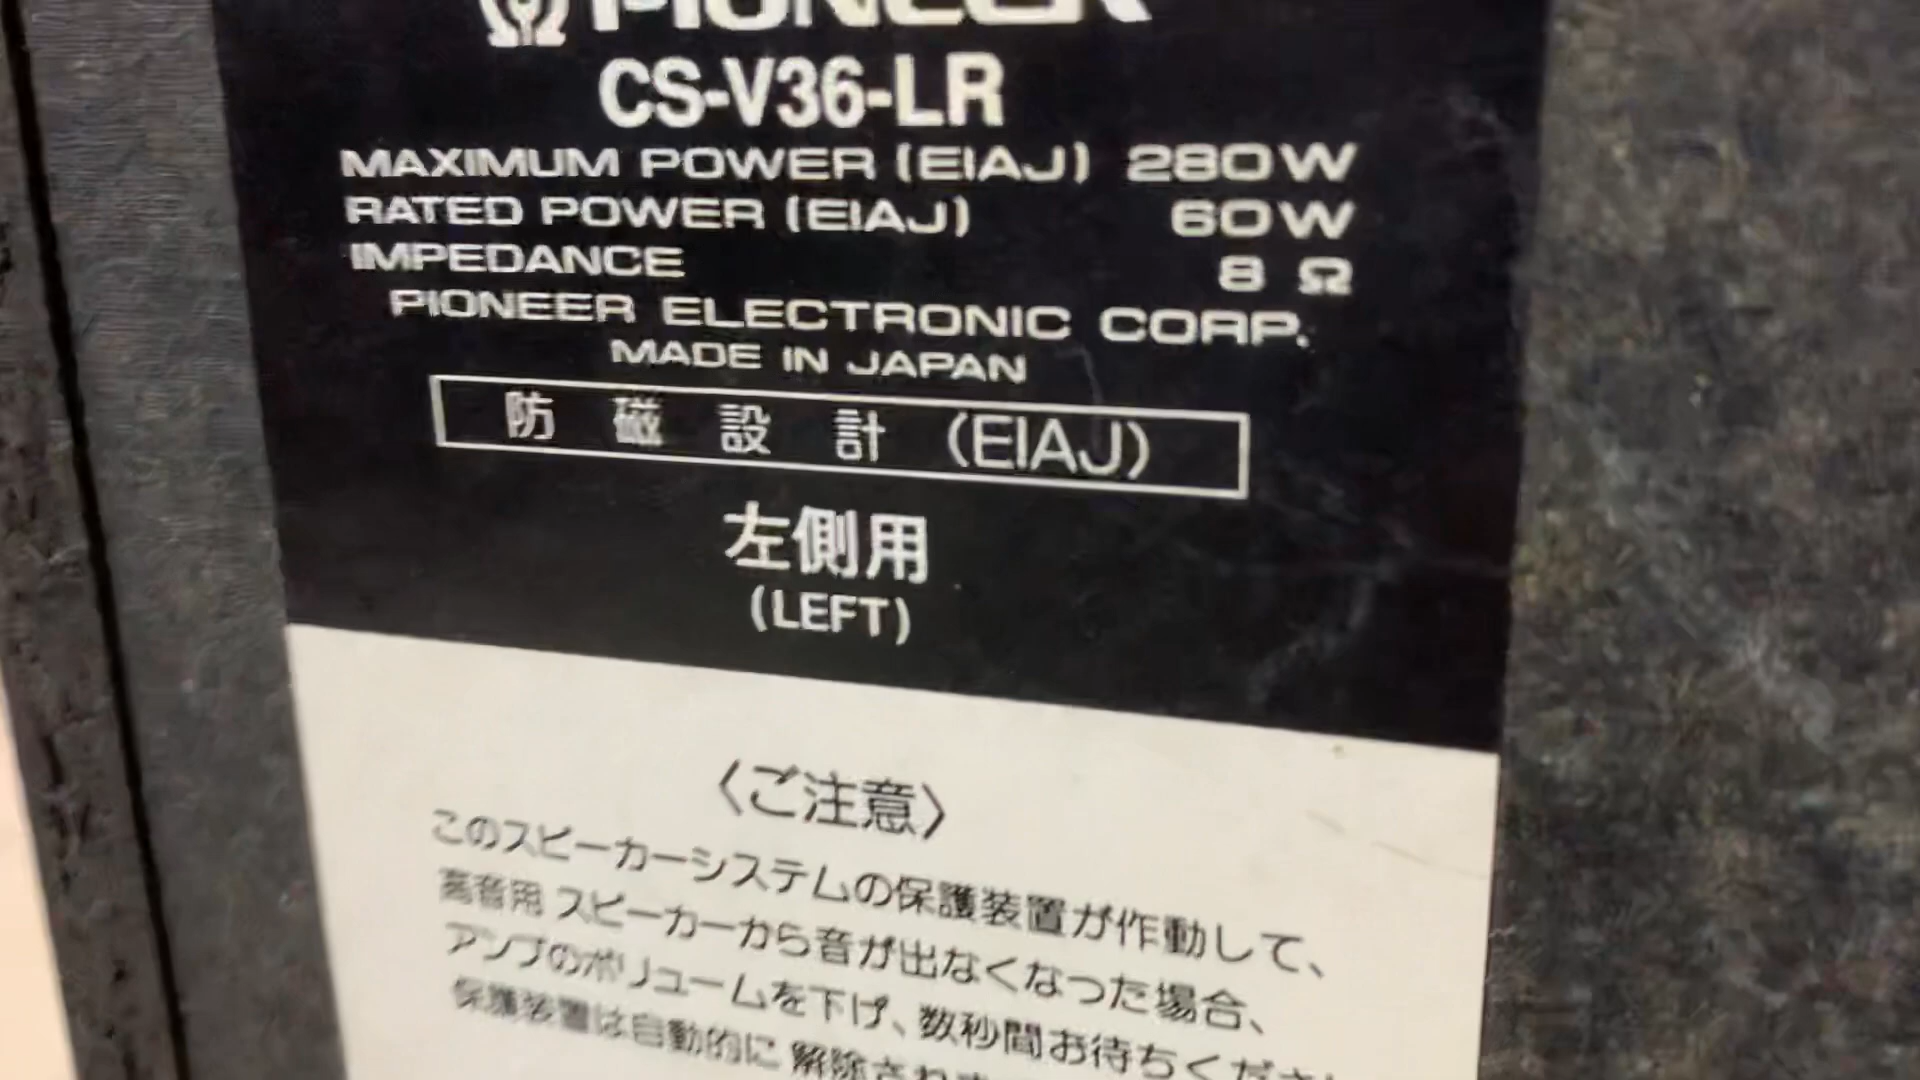 PIONEER
CS-V36-LR
MAXIMUM POWER (EIAJ) 280W
RATED POWER (EIAJ) 60W
IMPEDANCE 8 Ω
PIONEER ELECTRONIC CORP.
MADE IN JAPAN
防磁設計 (EIAJ)
左側用
(LEFT)
〈ご注意〉
このスピーカーシステムの保護装置が作動して、
高音用スピーカーから音が出なくなった場合、
アンプのボリュームを下げ、数秒間お待ちくださ
保護装置は自動的に解除され